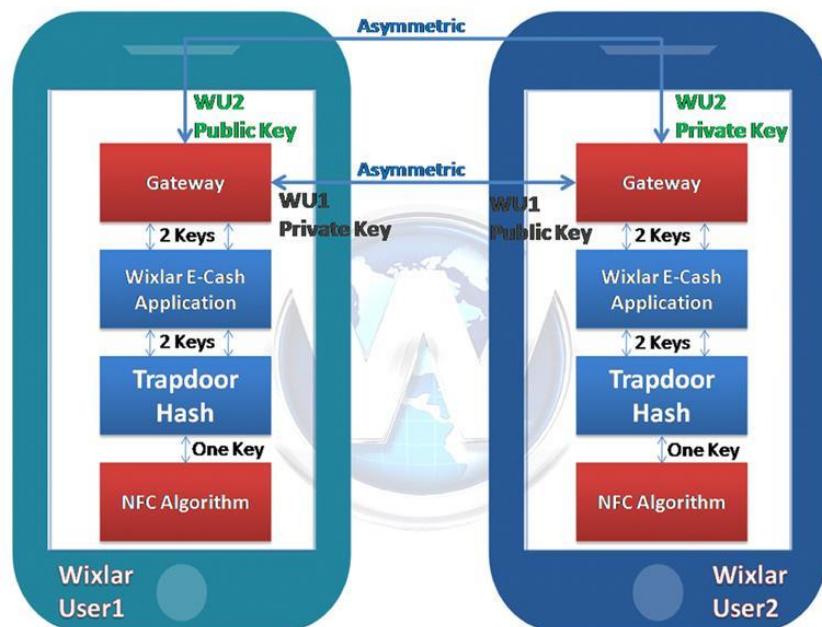 Asymmetric
WU2
Public Key
WU2
Private Key
Gateway
Asymmetric
Gateway
WU1
Private Key
WU1
Public Key
2 Keys
2 Keys
Wixlar E-Cash
Application
Wixlar E-Cash
Application
2 Keys
2 Keys
Trapdoor
Hash
Trapdoor
Hash
One Key
One Key
NFC Algorithm
NFC Algorithm
Wixlar
User1
Wixlar
User2
W